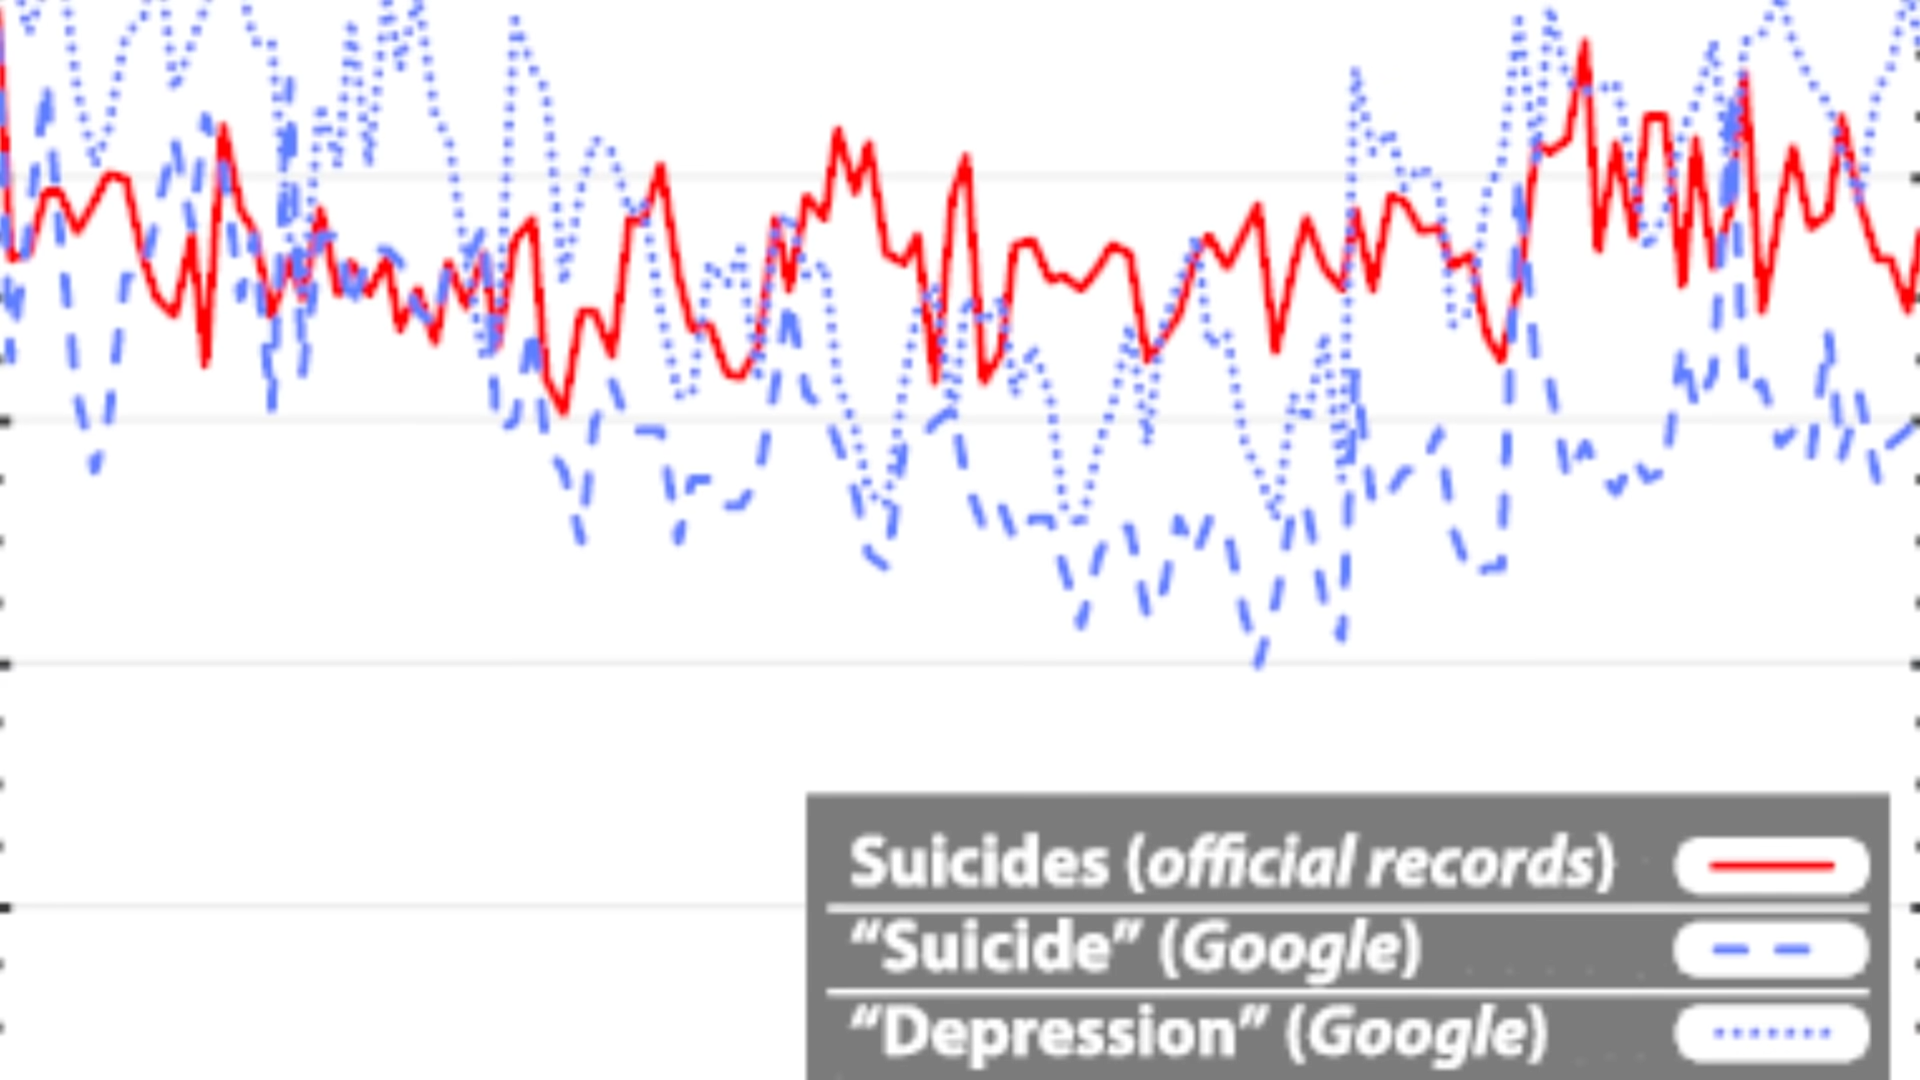 Suicides (official records)
“Suicide” (Google)
“Depression” (Google)